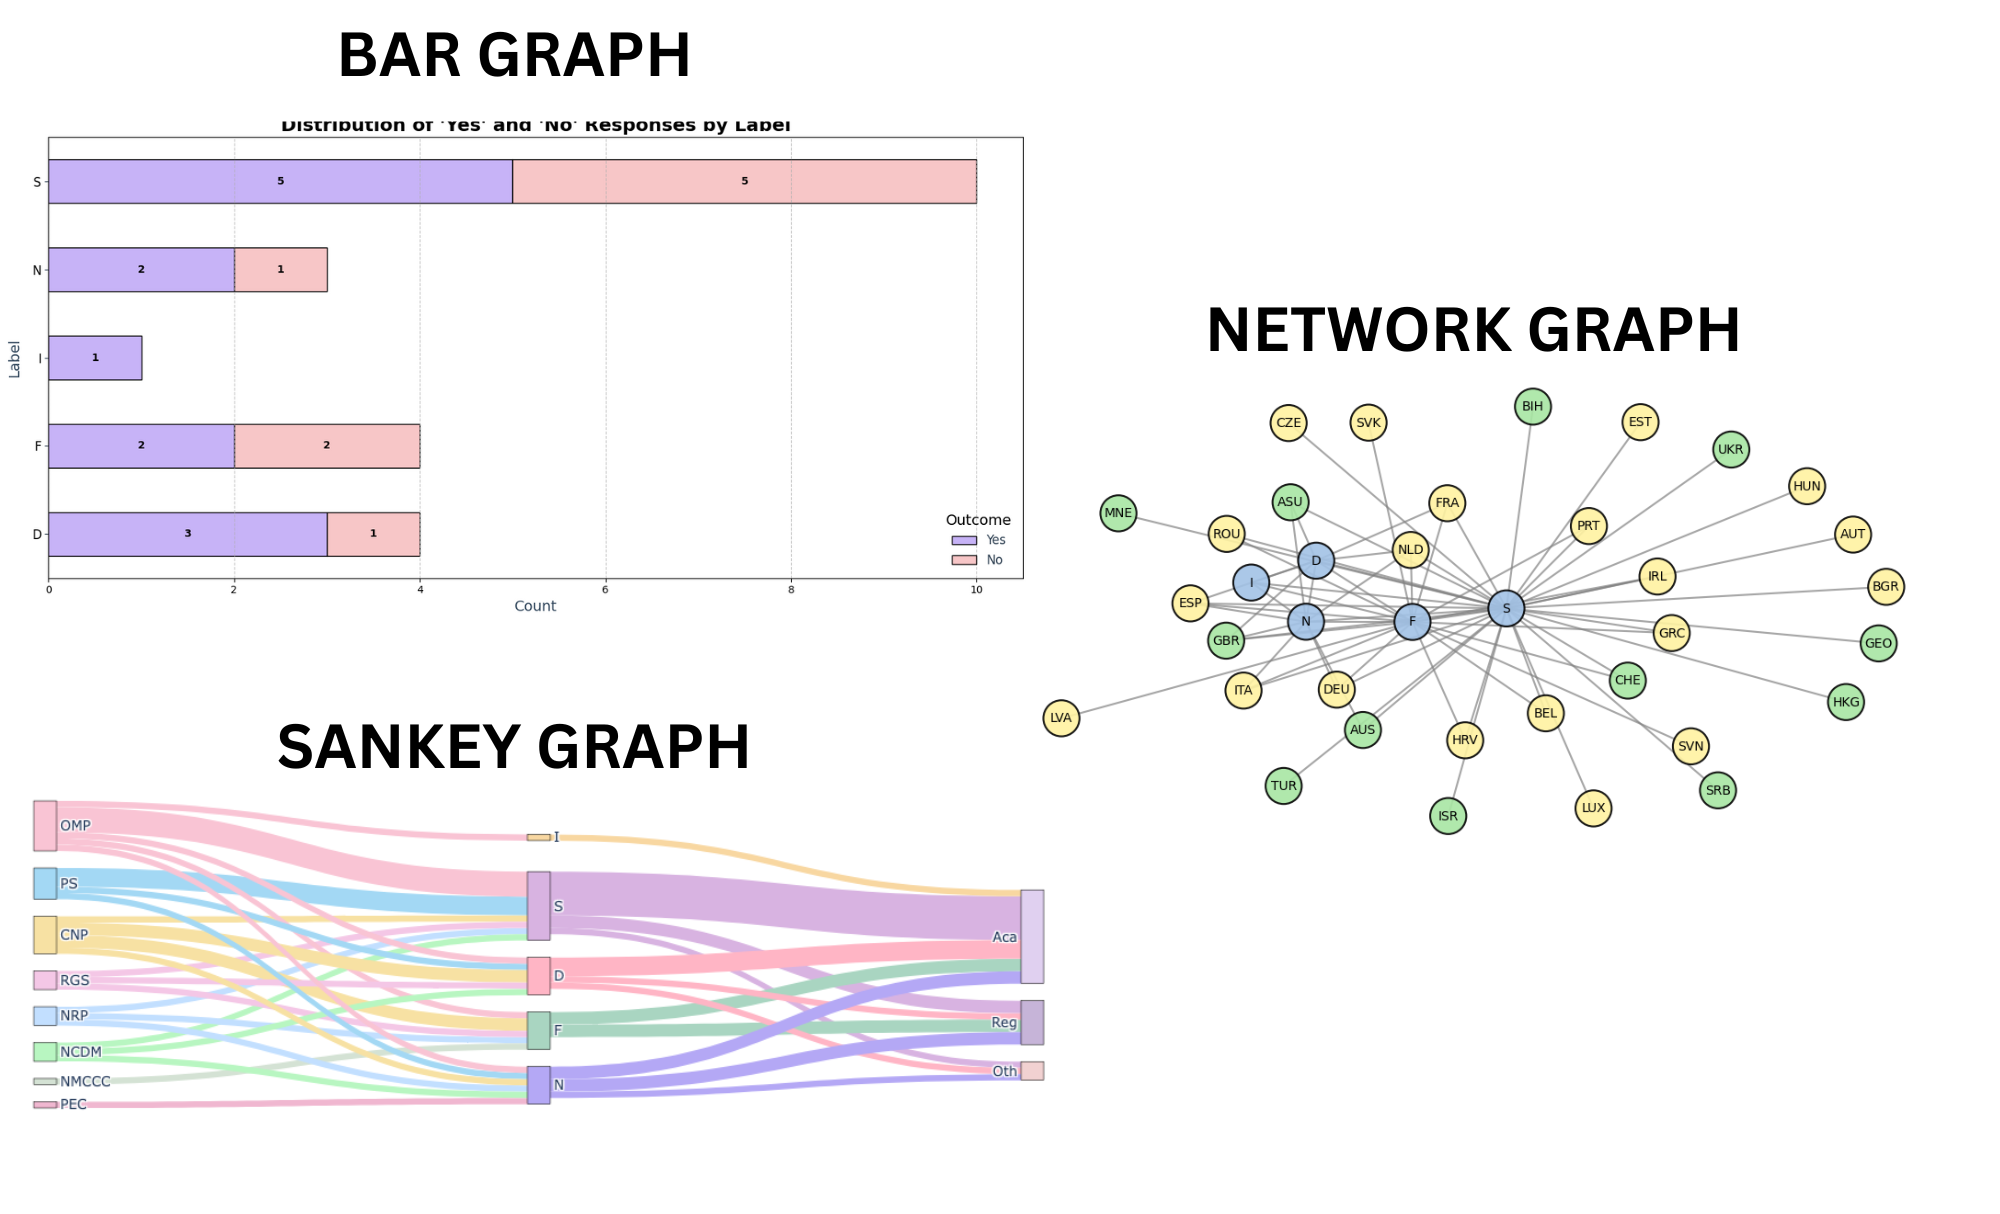 BAR GRAPH
Distribution of 'Yes' and 'No' Responses by Label
S
5
5
N
2
1
Label
I
1
F
2
2
D
3
1
Outcome
Yes
No
0
2
4
6
8
10
Count
NETWORK GRAPH
CZE
SVK
BIH
EST
UKR
HUN
MNE
ASU
FRA
ROU
PRT
AUT
NLD
D
I
IRL
BGR
ESP
S
N
F
GBR
GRC
GEO
CHE
ITA
DEU
HKG
LVA
BEL
AUS
HRV
SVN
TUR
SRB
ISR
LUX
SANKEY GRAPH
OMP
PS
CNP
RGS
NRP
NCDM
NMCCC
PEC
I
S
D
F
N
Aca
Reg
Oth